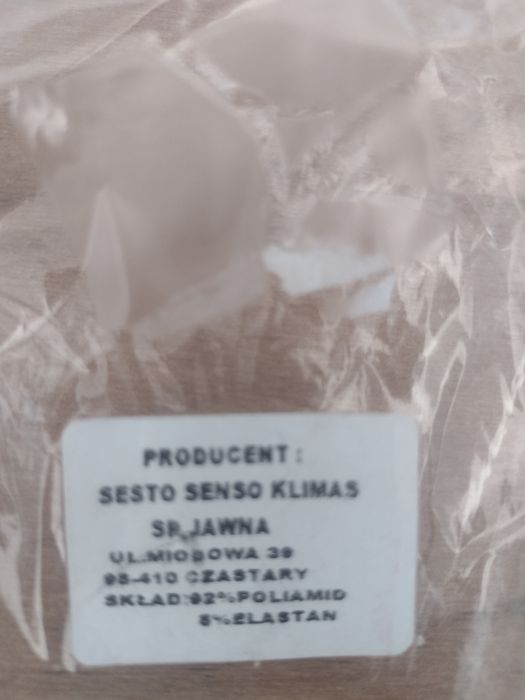 PRODUCENT :
SESTO SENSO KLIMAS
SP. JAWNA
UL.MIODOWA 39
98-410 CZASTARY
SKŁAD:92%POLIAMID
8%ELASTAN